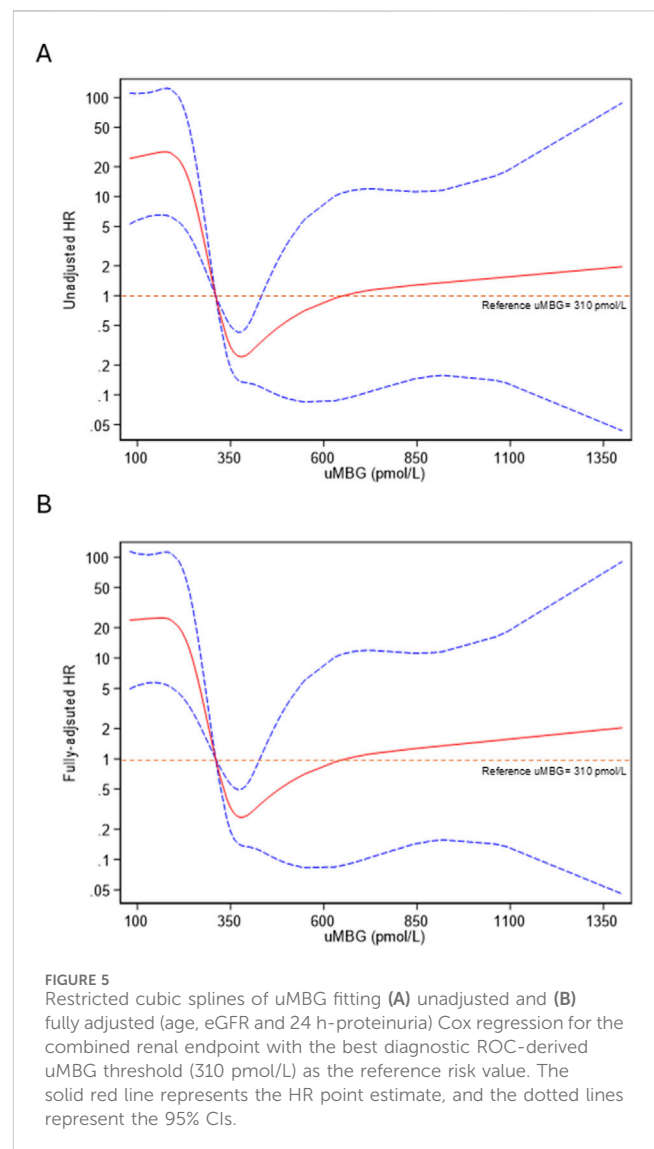 A
100
50
20
10
5
2
1
.5
.2
.1
.05
Unadjusted HR
Reference uMBG= 310 pmol/L
100 350 600 850 1100 1350
uMBG (pmol/L)
B
100
50
20
10
5
2
1
.5
.2
.1
.05
Fully-adjsuted HR
Reference uMBG= 310 pmol/L
100 350 600 850 1100 1350
uMBG (pmol/L)
FIGURE 5
Restricted cubic splines of uMBG fitting (A) unadjusted and (B)
fully adjusted (age, eGFR and 24 h-proteinuria) Cox regression for the
combined renal endpoint with the best diagnostic ROC-derived
uMBG threshold (310 pmol/L) as the reference risk value. The
solid red line represents the HR point estimate, and the dotted lines
represent the 95% CIs.